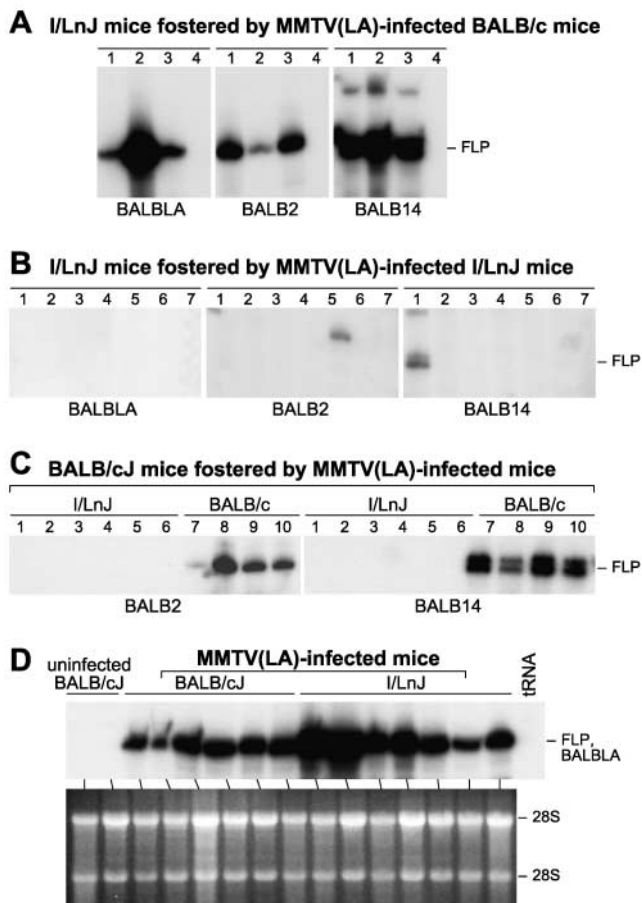 A I/LnJ mice fostered by MMTV(LA)-infected BALB/c mice
1 2 3 4 1 2 3 4 1 2 3 4
– FLP
BALBLA BALB2 BALB14
B I/LnJ mice fostered by MMTV(LA)-infected I/LnJ mice
1 2 3 4 5 6 7 1 2 3 4 5 6 7 1 2 3 4 5 6 7
– FLP
BALBLA BALB2 BALB14
C BALB/cJ mice fostered by MMTV(LA)-infected mice
I/LnJ BALB/c I/LnJ BALB/c
1 2 3 4 5 6 7 8 9 10 1 2 3 4 5 6 7 8 9 10
– FLP
BALB2 BALB14
D MMTV(LA)-infected mice
uninfected
BALB/cJ BALB/cJ I/LnJ tRNA
– FLP,
BALBLA
– 28S
– 28S